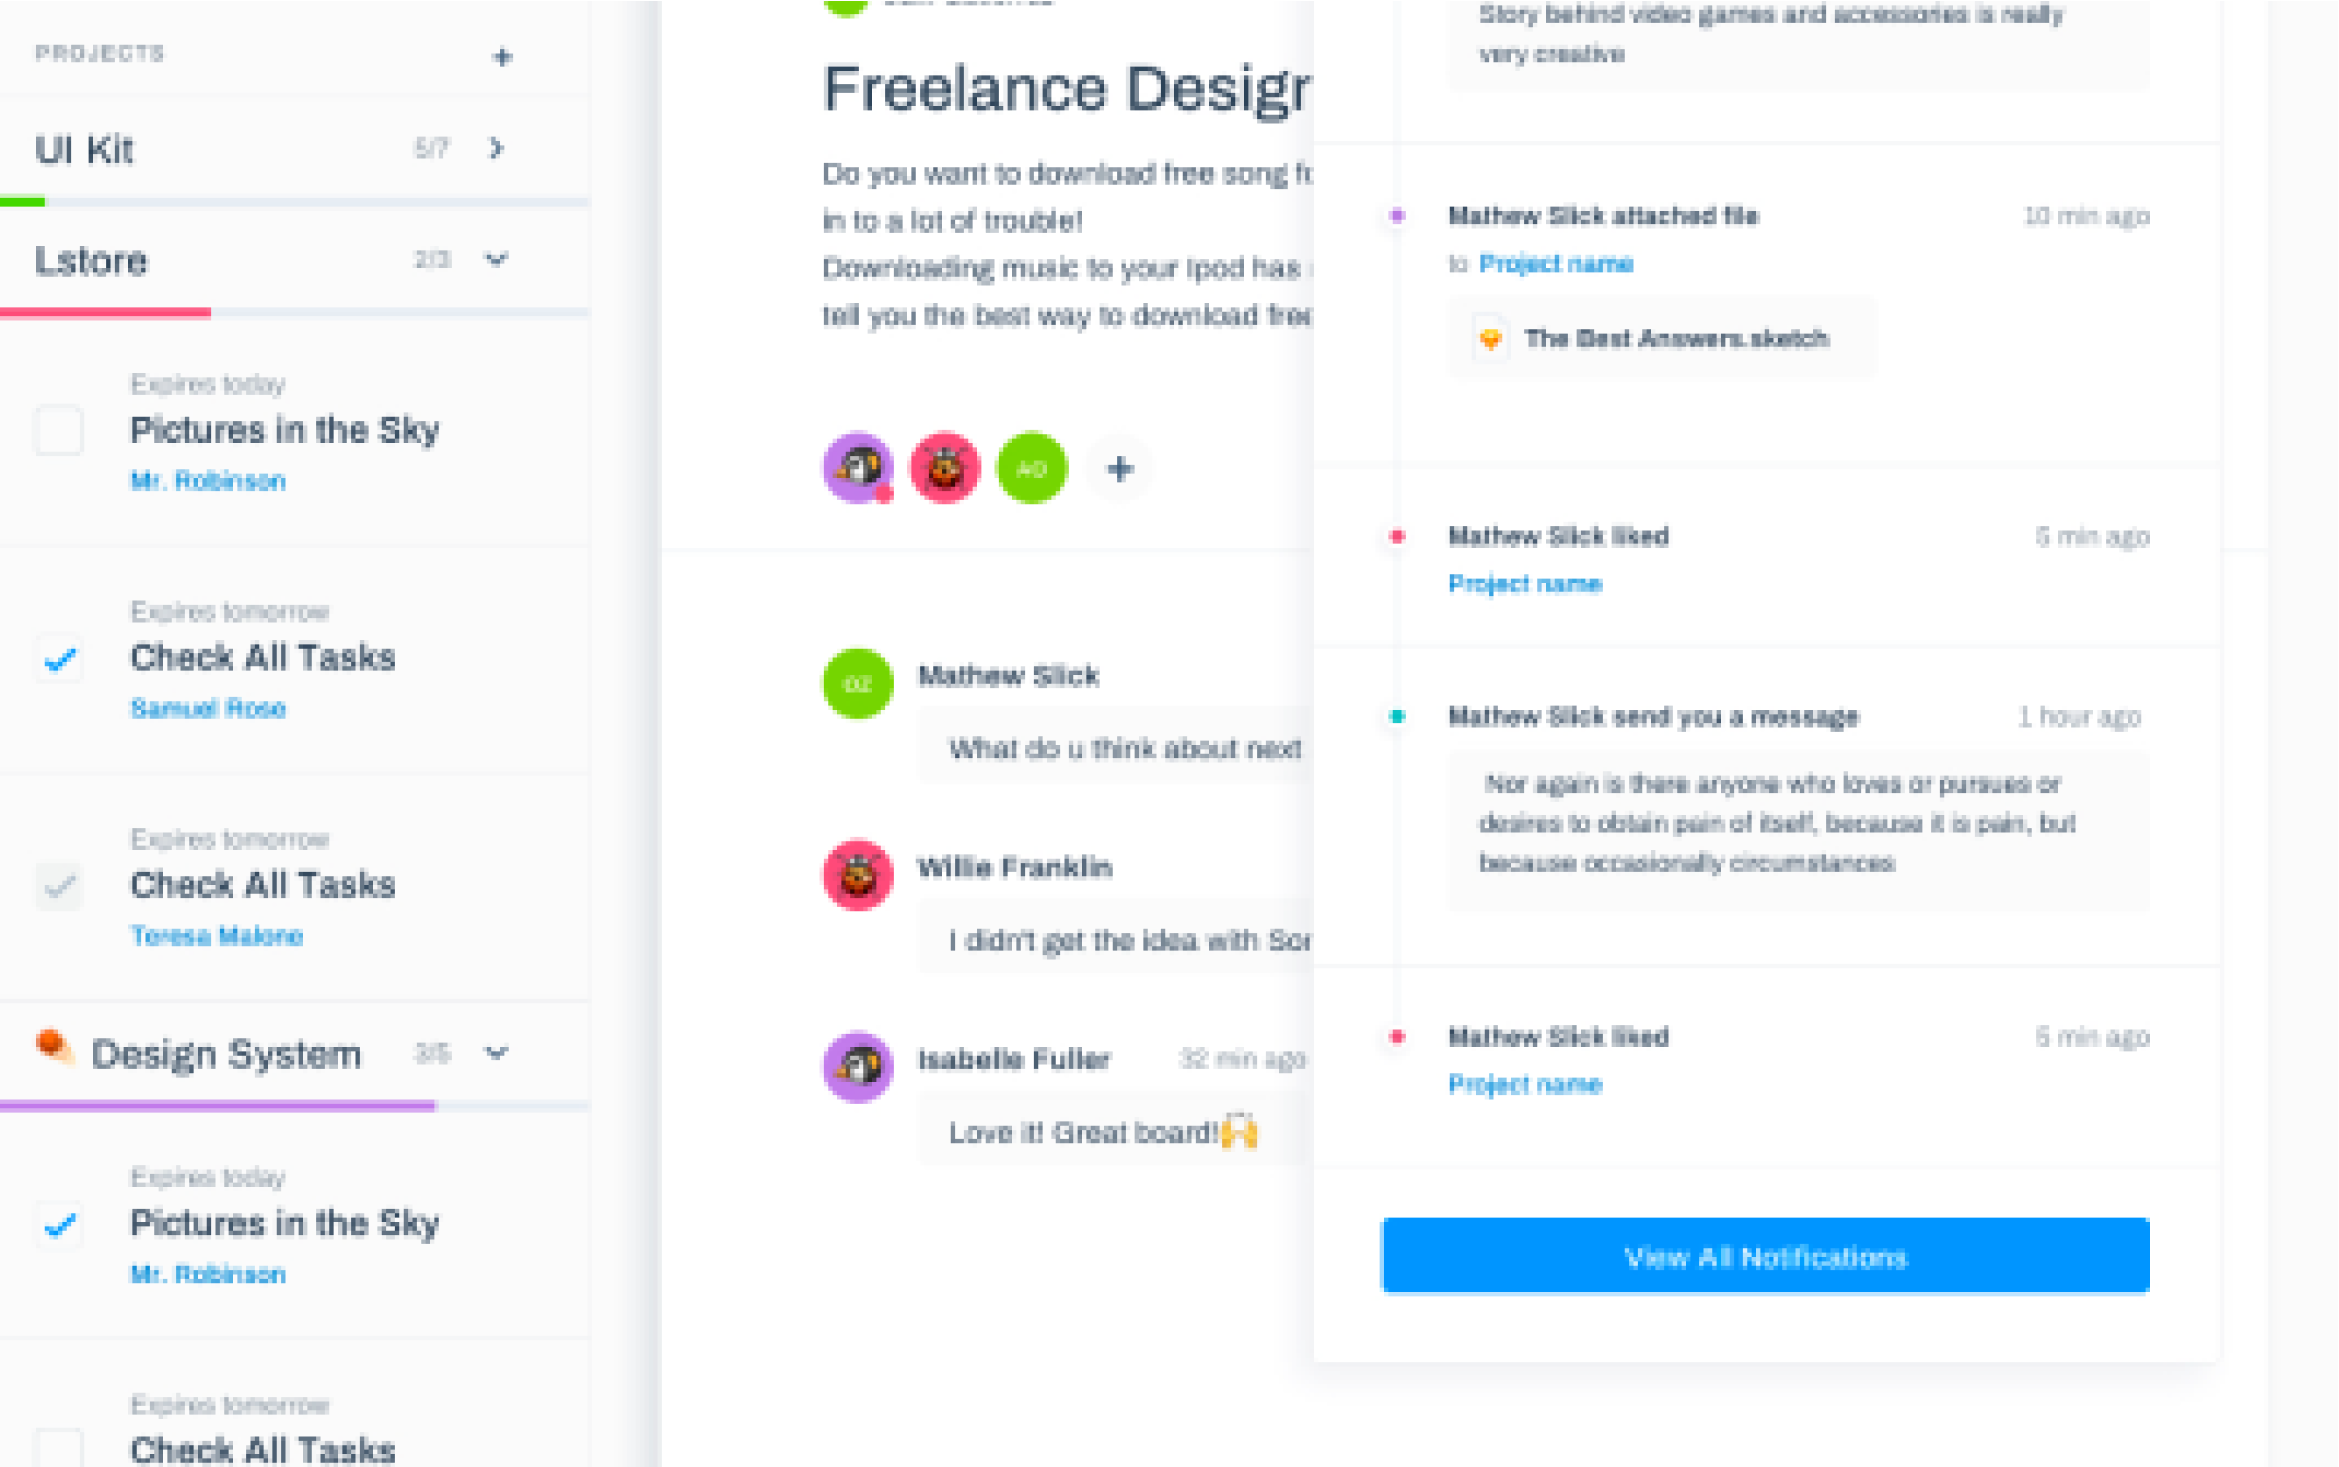 PROJECTS
UI Kit
5/7
Lstore
2/3
Expires today
Pictures in the Sky
Mr. Robinson
Expires tomorrow
Check All Tasks
Samuel Rose
Expires tomorrow
Check All Tasks
Teresa Malone
Design System
3/5
Expires today
Pictures in the Sky
Mr. Robinson
Expires tomorrow
Check All Tasks
Freelance Design
Do you want to download free song
in to a lot of trouble!
Downloading music to your Ipod has
tell you the best way to download free
Mathew Slick
What do u think about next
Willie Franklin
I didn't get the idea with
Isabelle Fuller
32 min ago
Love it! Great board!🙌
Story behind video games and accessories is really
very creative
Mathew Slick attached file
10 min ago
to Project name
The Best Answers.sketch
Mathew Slick liked
5 min ago
Project name
Mathew Slick send you a message
1 hour ago
Nor again is there anyone who loves or pursues or
desires to obtain pain of itself, because it is pain, but
because occasionally circumstances
Mathew Slick liked
5 min ago
Project name
View All Notifications